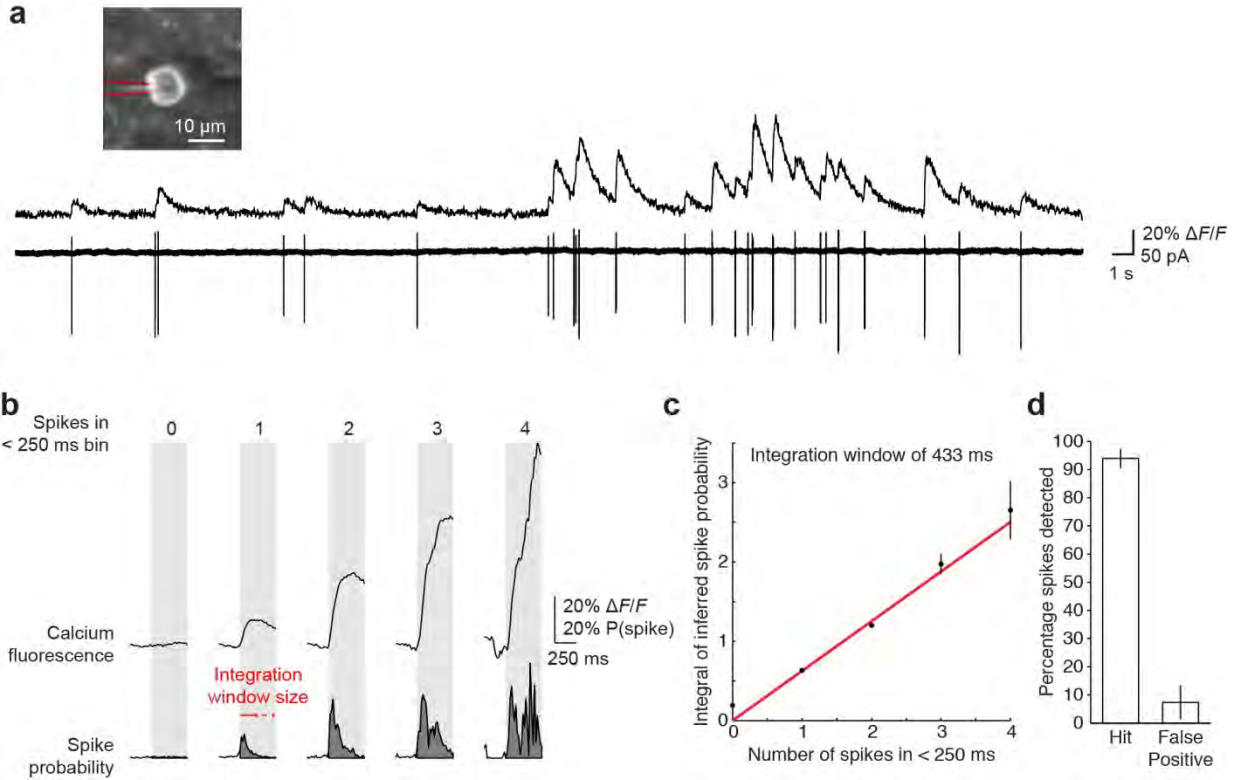 a
10 µm
20% ΔF/F
50 pA
1 s
b
Spikes in
< 250 ms bin
0 1 2 3 4
Calcium
fluorescence
20% ΔF/F
20% P(spike)
250 ms
Integration
window size
Spike
probability
c
Integration window of 433 ms
Integral of inferred spike probability
3
2
1
0
0 1 2 3 4
Number of spikes in < 250 ms
d
Percentage spikes detected
100
90
80
70
60
50
40
30
20
10
0
Hit
False
Positive